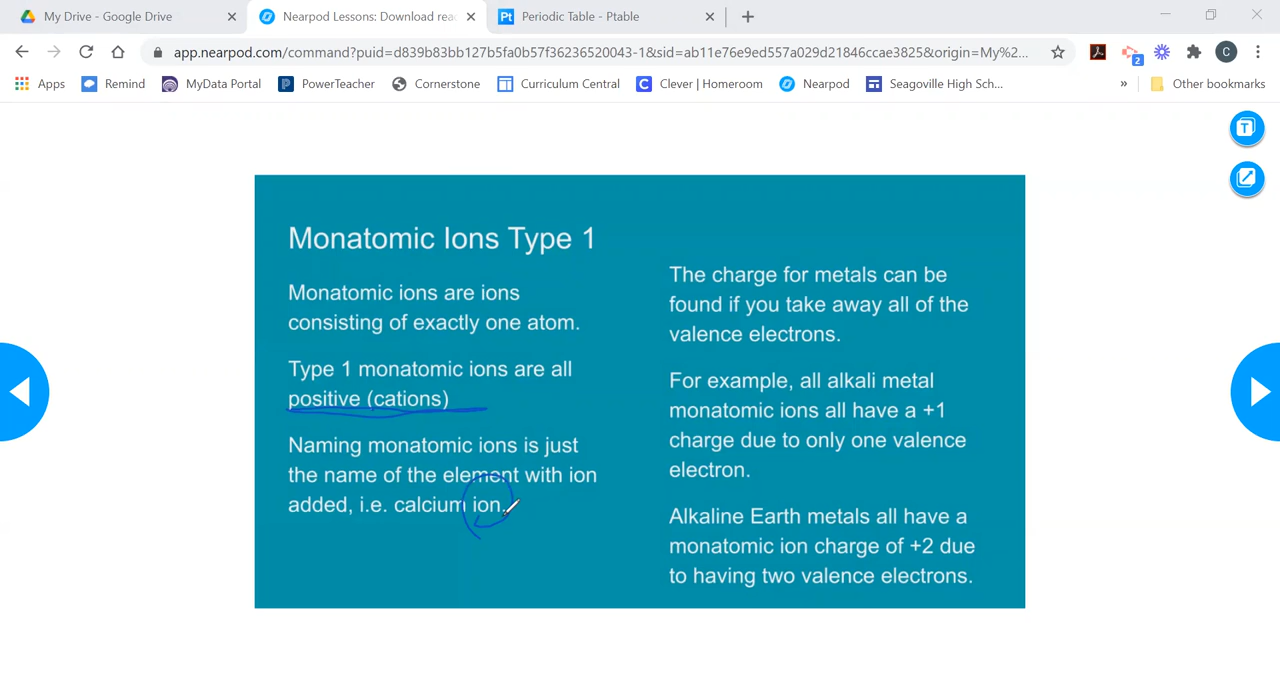 My Drive - Google Drive
Nearpod Lessons: Download rea
Periodic Table - Ptable
app.nearpod.com/command?puid=d839b83bb127b5fa0b57f36236520043-1&sid=ab11e76e9ed557a029d21846ccae3825&origin=My%2...
C
2
Apps
Remind
MyData Portal
PowerTeacher
Cornerstone
Curriculum Central
Clever | Homeroom
Nearpod
Seagoville High Sch...
»
Other bookmarks
T
Monatomic Ions Type 1
Monatomic ions are ions
consisting of exactly one atom.
Type 1 monatomic ions are all
positive (cations)
Naming monatomic ions is just
the name of the element with ion
added, i.e. calcium ion.
The charge for metals can be
found if you take away all of the
valence electrons.
For example, all alkali metal
monatomic ions all have a +1
charge due to only one valence
electron.
Alkaline Earth metals all have a
monatomic ion charge of +2 due
to having two valence electrons.